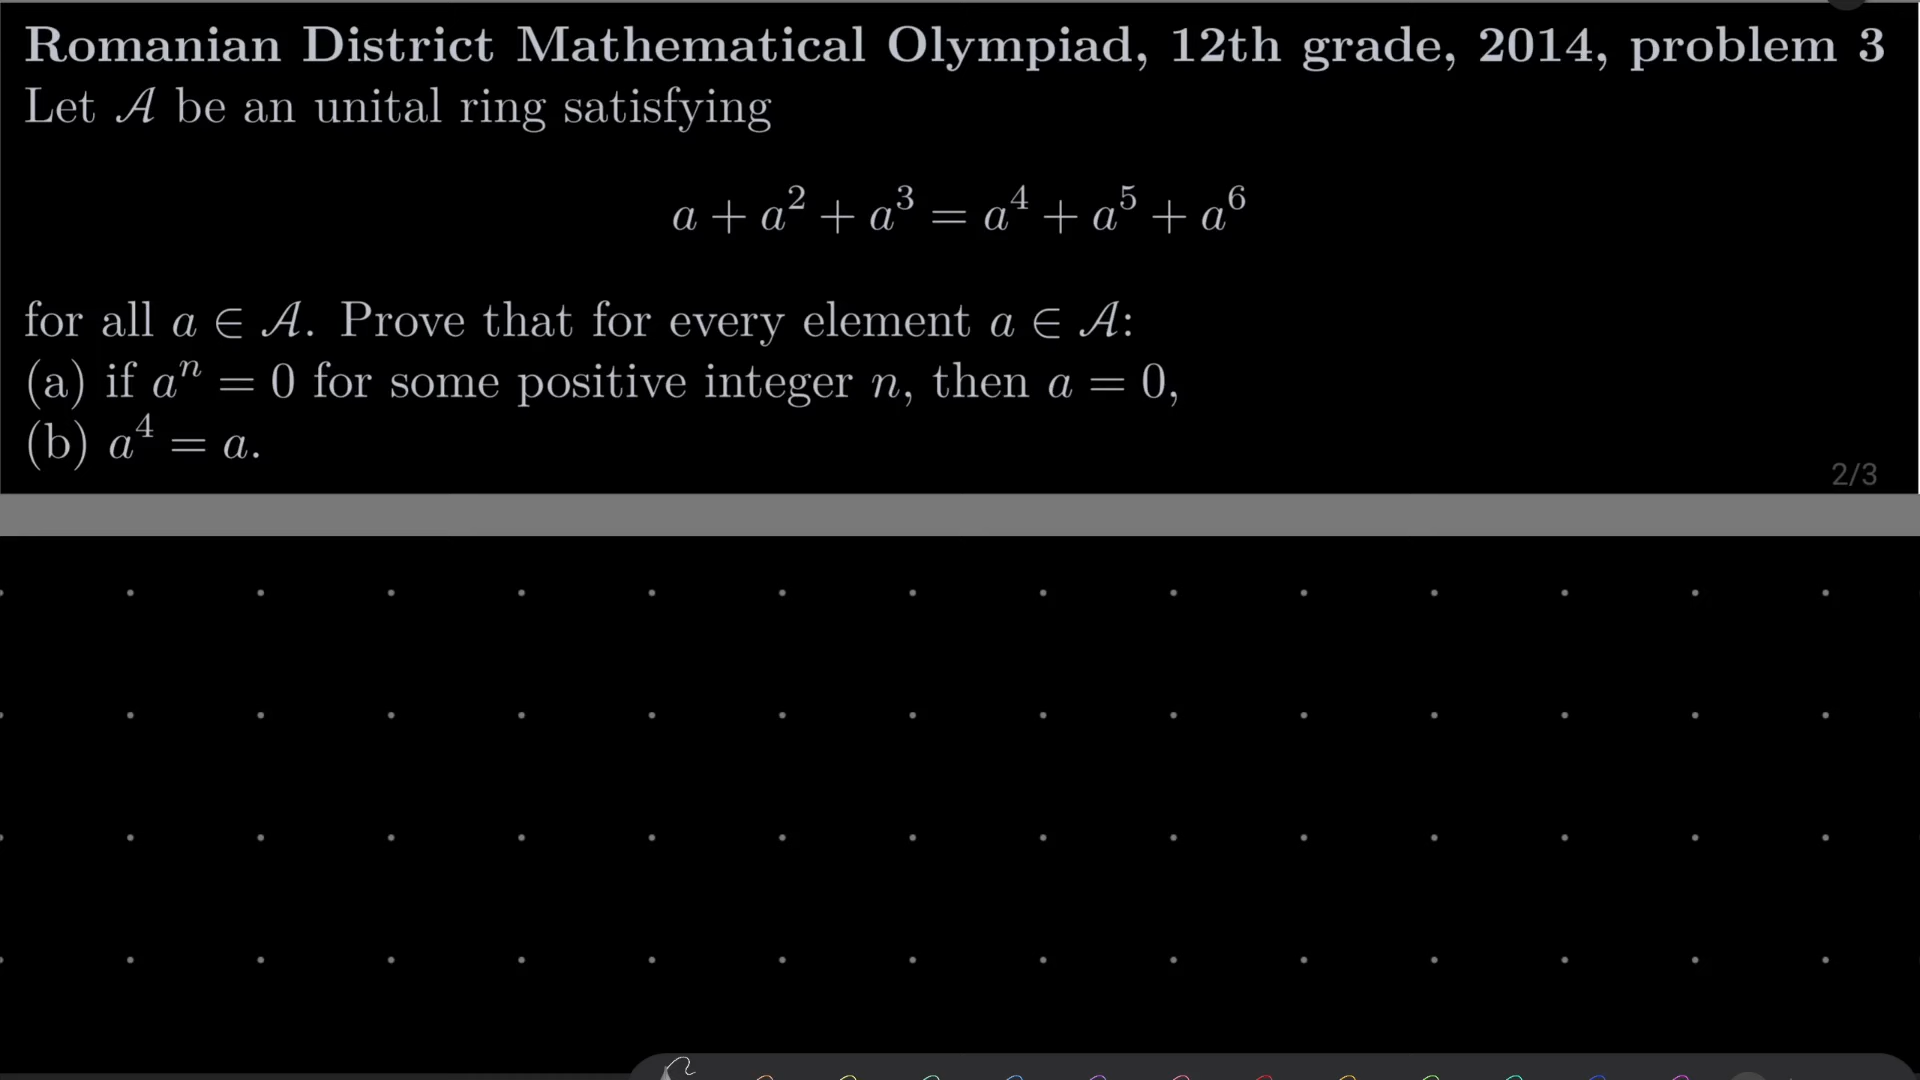 Romanian District Mathematical Olympiad, 12th grade, 2014, problem 3
Let 𝒜 be an unital ring satisfying
a + a² + a³ = a⁴ + a⁵ + a⁶
for all a ∈ 𝒜. Prove that for every element a ∈ 𝒜:
(a) if aⁿ = 0 for some positive integer n, then a = 0,
(b) a⁴ = a.
2/3